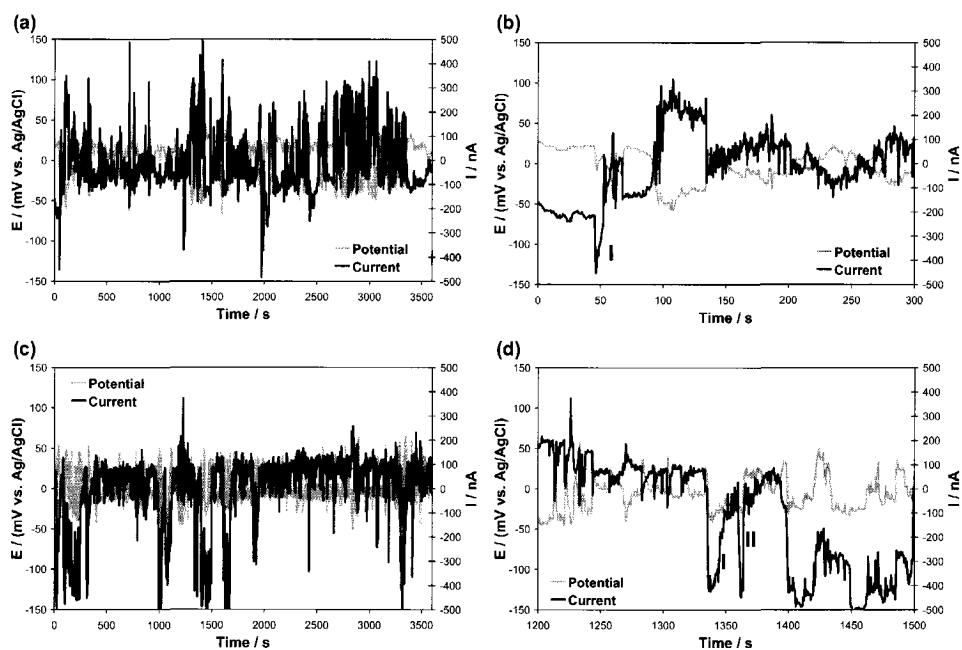 (a)
150
100
50
0
-50
-100
-150
E / (mV vs. Ag/AgCl)
500
400
300
200
100
0
-100
-200
-300
-400
-500
I / nA
Potential
Current
0 500 1000 1500 2000 2500 3000 3500
Time / s
(b)
150
100
50
0
-50
-100
-150
E / (mV vs. Ag/AgCl)
500
400
300
200
100
0
-100
-200
-300
-400
-500
I / nA
I
Potential
Current
0 50 100 150 200 250 300
Time / s
(c)
150
100
50
0
-50
-100
-150
E / (mV vs. Ag/AgCl)
500
400
300
200
100
0
-100
-200
-300
-400
-500
I / nA
Potential
Current
0 500 1000 1500 2000 2500 3000 3500
Time / s
(d)
150
100
50
0
-50
-100
-150
E / (mV vs. Ag/AgCl)
500
400
300
200
100
0
-100
-200
-300
-400
-500
I / nA
II
I
Potential
Current
1200 1250 1300 1350 1400 1450 1500
Time / s